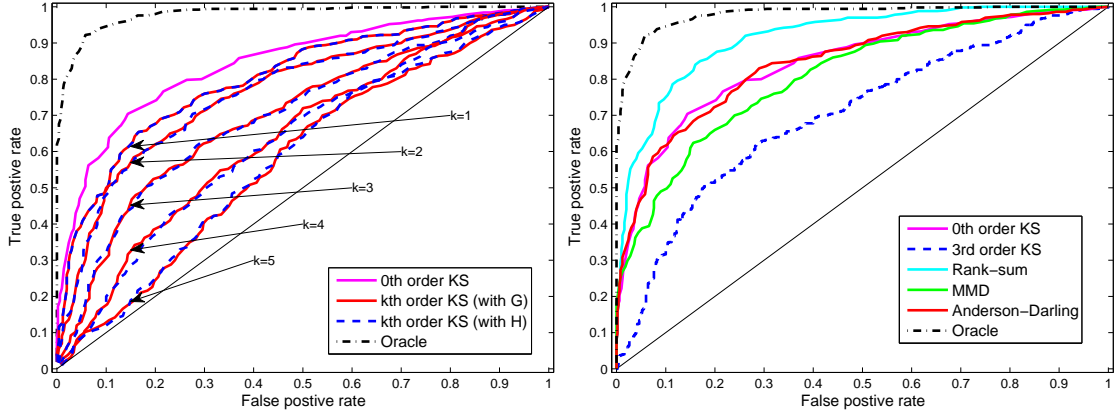 True postive rate
1
0.9
0.8
0.7
0.6
0.5
0.4
0.3
0.2
0.1
0
0 0.1 0.2 0.3 0.4 0.5 0.6 0.7 0.8 0.9 1
False postive rate
k=1
k=2
k=3
k=4
k=5
0th order KS
kth order KS (with G)
kth order KS (with H)
Oracle
True postive rate
1
0.9
0.8
0.7
0.6
0.5
0.4
0.3
0.2
0.1
0
0 0.1 0.2 0.3 0.4 0.5 0.6 0.7 0.8 0.9 1
False postive rate
0th order KS
3rd order KS
Rank−sum
MMD
Anderson−Darling
Oracle